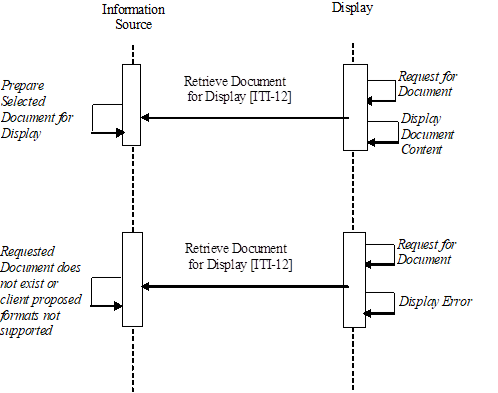 Information
Source
Display
Prepare
Selected
Document for
Display
Retrieve Document
for Display [ITI-12]
Request for
Document
Display
Document
Content
Requested
Document does
not exist or
client proposed
formats not
supported
Retrieve Document
for Display [ITI-12]
Request for
Document
Display Error